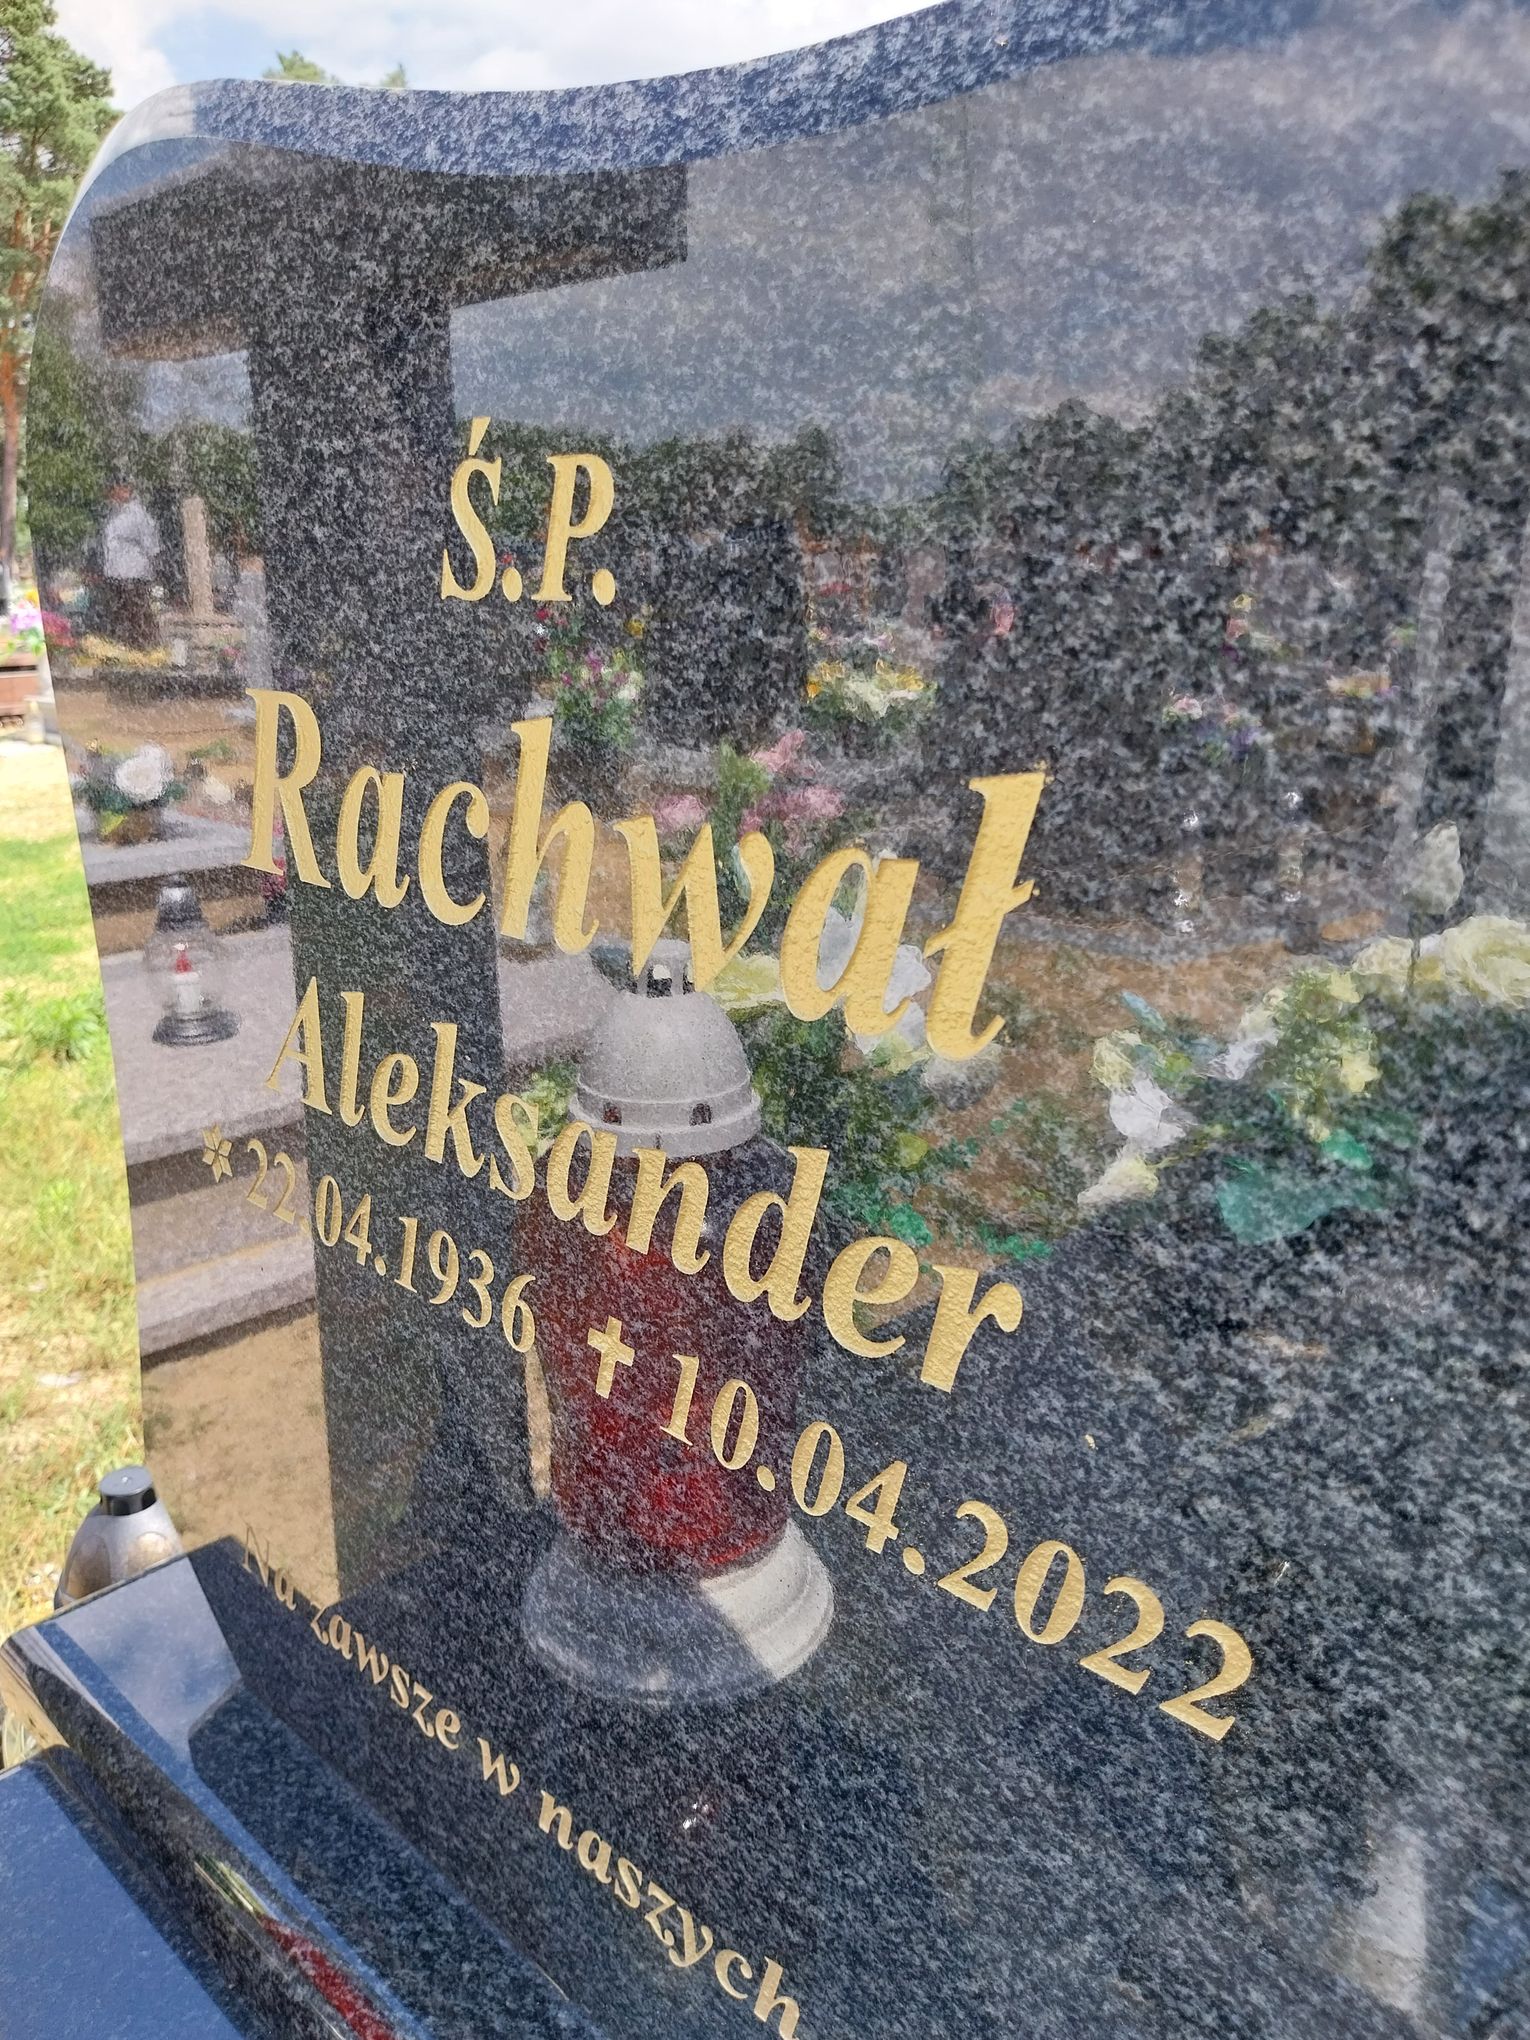 Ś.P.
Rachwał
Aleksander
* 22.04.1936 ✝ 10.04.2022
Na zawsze w naszych